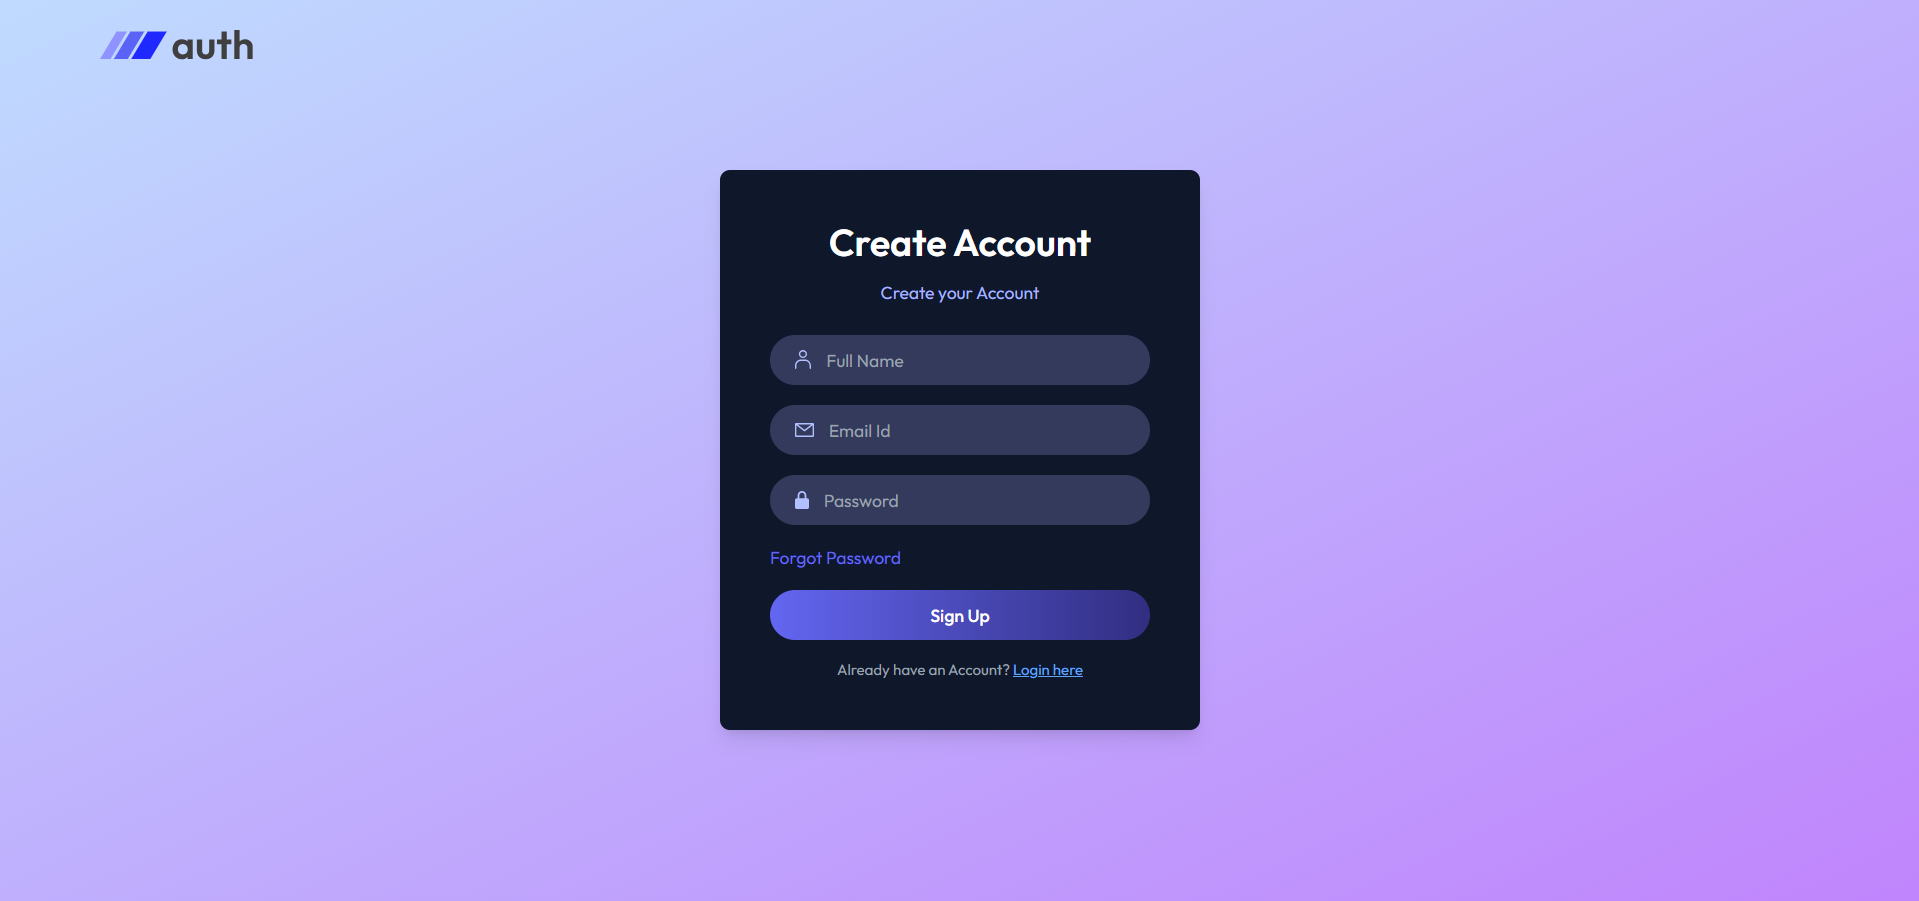 auth
Create Account
Create your Account
Full Name
Email Id
Password
Forgot Password
Sign Up
Already have an Account? Login here